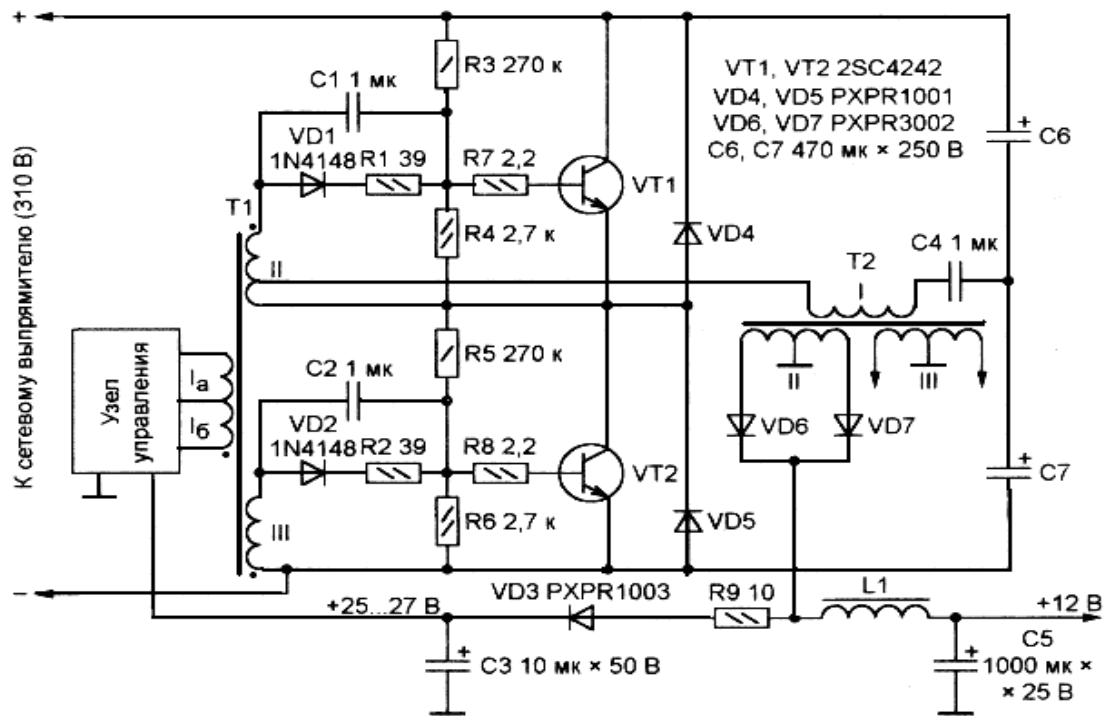 +
К сетевому выпрямителю (310 В)
–
R3 270 к
C1 1 мк
VD1
1N4148
R1 39
R7 2,2
VT1
R4 2,7 к
T1
II
VT1, VT2 2SC4242
VD4, VD5 PXPR1001
VD6, VD7 PXPR3002
C6, C7 470 мк × 250 В
+
C6
VD4
C4 1 мк
T2
I
Узел
управления
Iа
Iб
R5 270 к
C2 1 мк
VD2
1N4148
R2 39
R8 2,2
VT2
R6 2,7 к
III
II
III
VD6
VD7
+
C7
VD5
VD3 PXPR1003
R9 10
L1
+25...27 В
+12 В
+
C3 10 мк × 50 В
+
C5
1000 мк ×
× 25 В